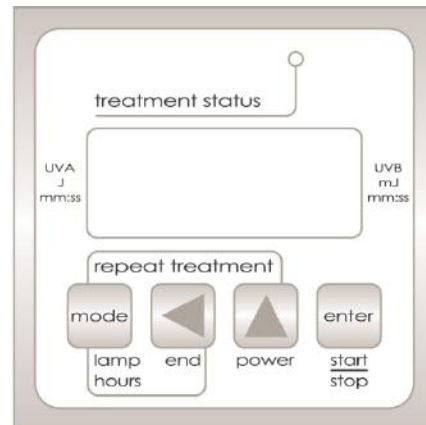 treatment status
UVA
J
mm:ss
UVB
mJ
mm:ss
repeat treatment
mode
enter
lamp
hours
end
power
start
stop